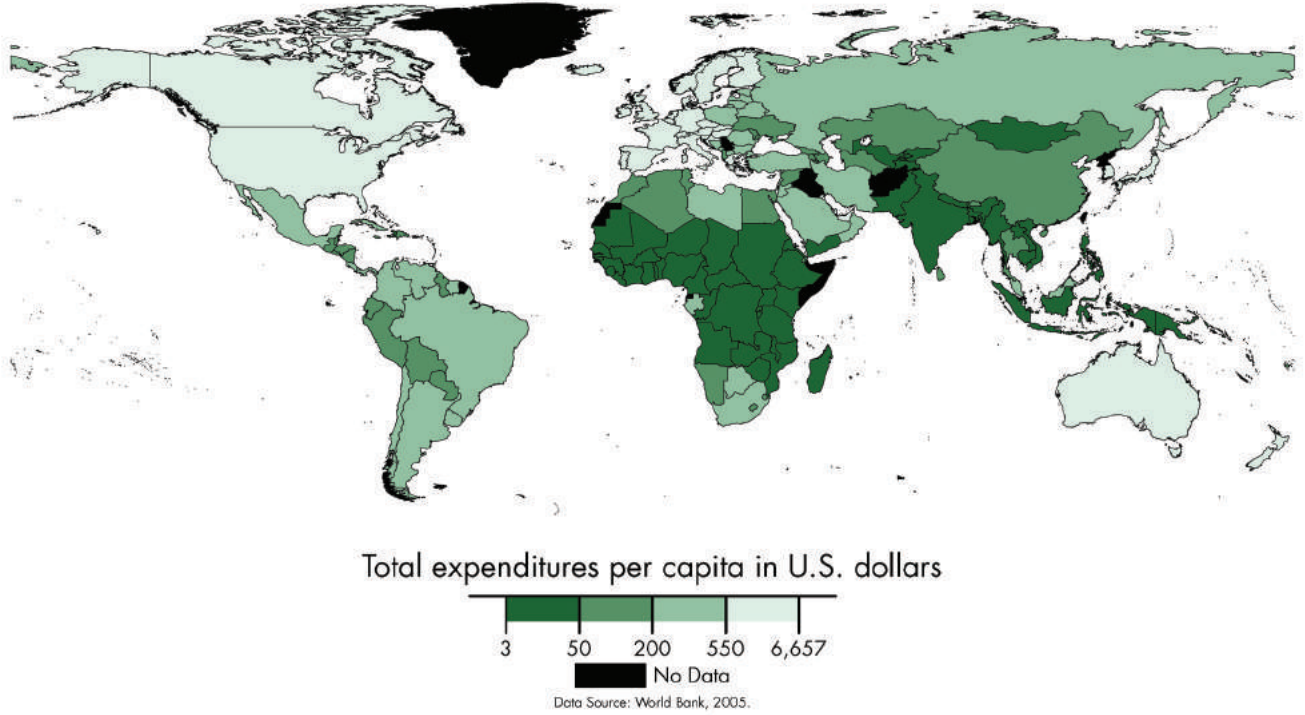 Total expenditures per capita in U.S. dollars
3 50 200 550 6,657
No Data
Data Source: World Bank, 2005.